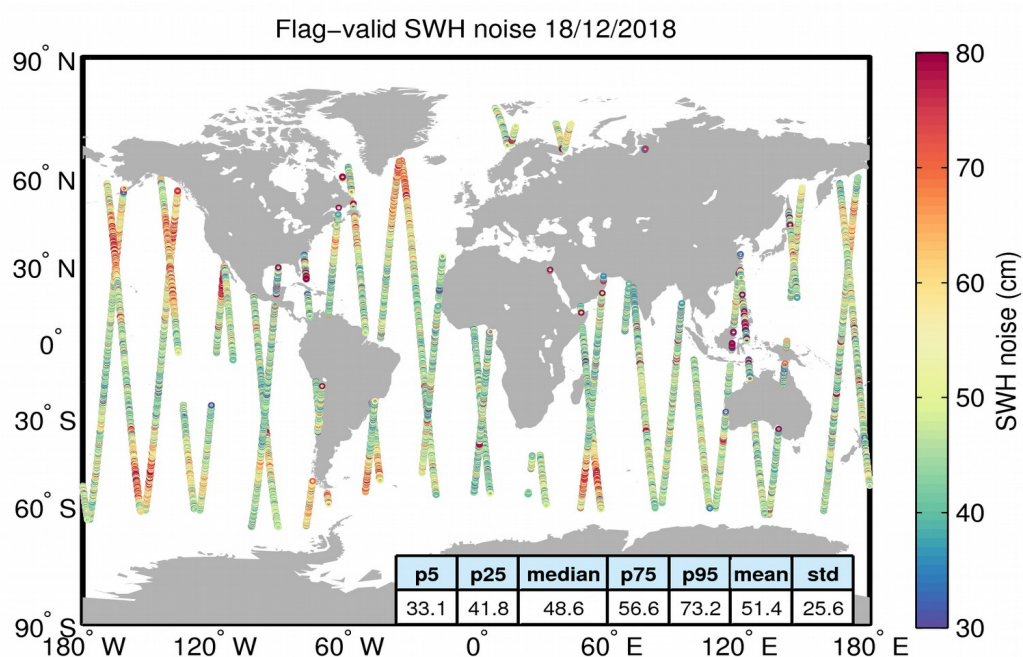 Flag−valid SWH noise 18/12/2018
90° N
60° N
30° N
0°
30° S
60° S
90° S
180° W
120° W
60° W
0°
60° E
120° E
180° E
p5 p25 median p75 p95 mean std
33.1 41.8 48.6 56.6 73.2 51.4 25.6
80
70
60
50
40
30
SWH noise (cm)